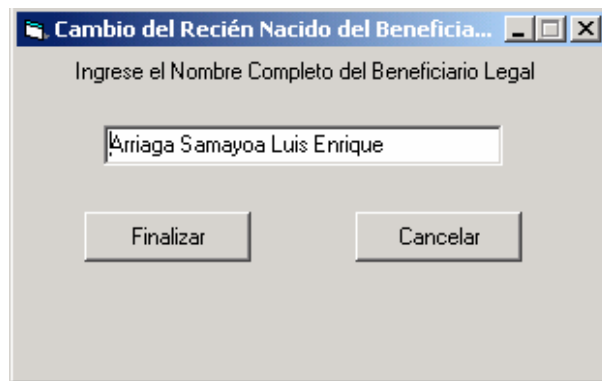 Cambio del Recién Nacido del Beneficia...
Ingrese el Nombre Completo del Beneficiario Legal
Arriaga Samayoa Luis Enrique
Finalizar
Cancelar